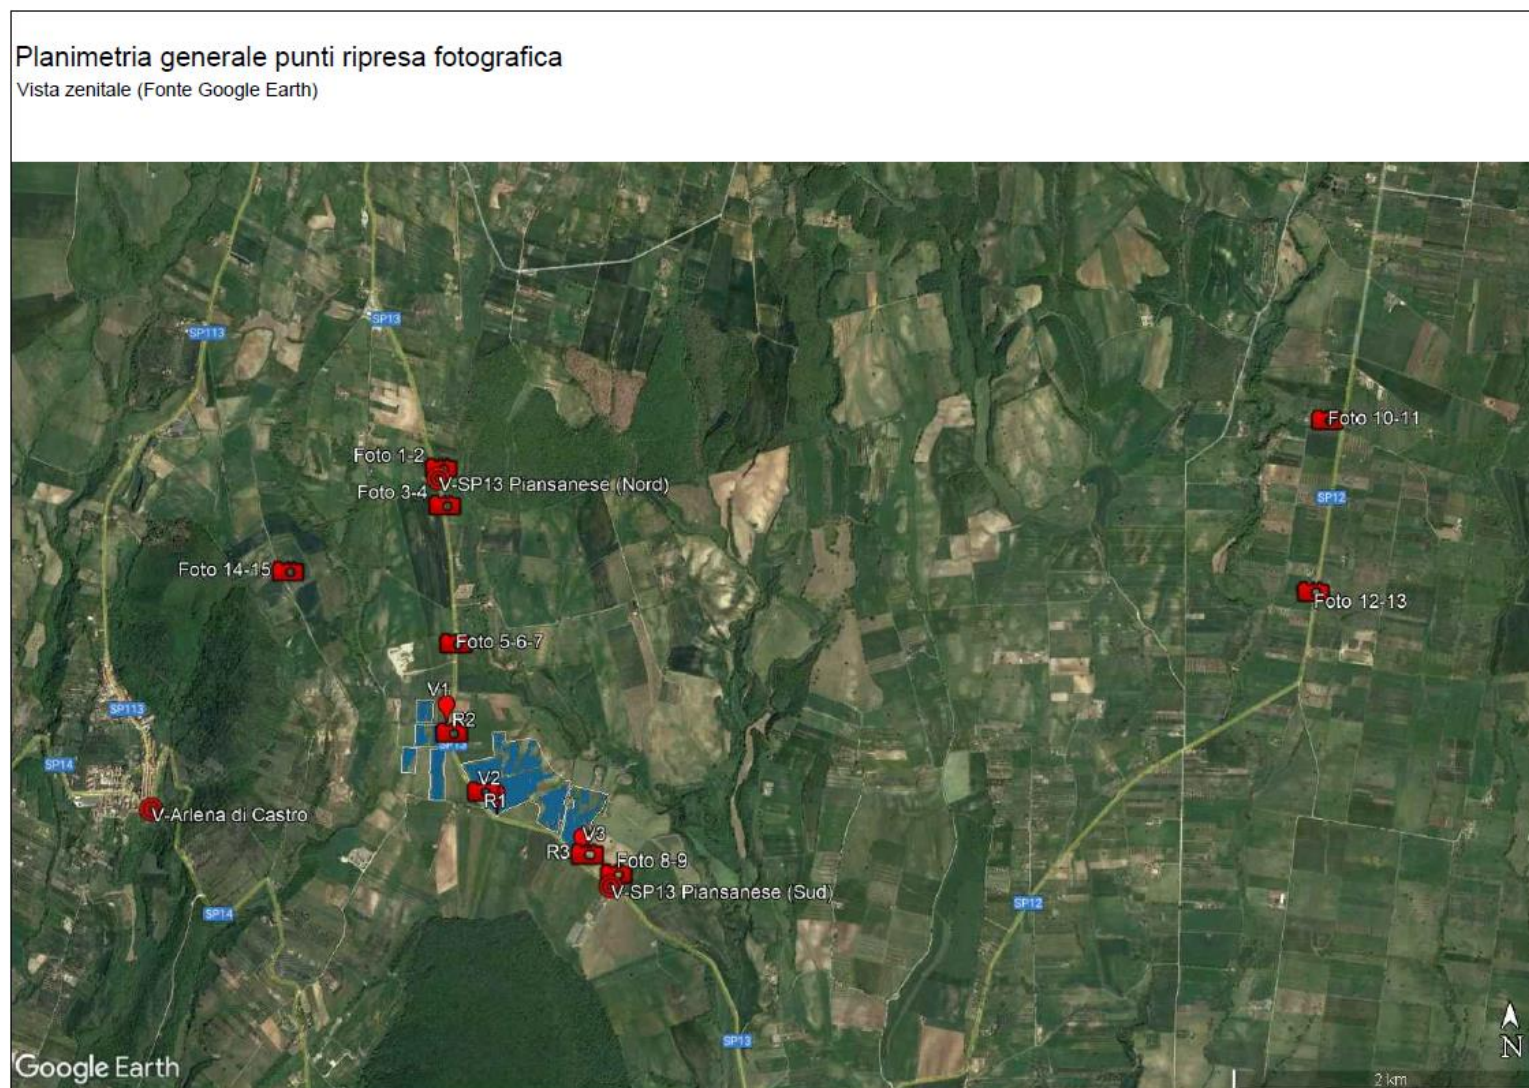 Planimetria generale punti ripresa fotografica
Vista zenitale (Fonte Google Earth)
SP113
SP13
Foto 10-11
Foto 1-2
V-SP13 Piansanese (Nord)
Foto 3-4
SP12
Foto 14-15
Foto 12-13
Foto 5-6-7
V1
SP113
R2
SP13
SP14
V2
R1
V-Arlena di Castro
V3
R3
Foto 8-9
V-SP13 Piansanese (Sud)
SP12
SP14
SP13
Google Earth
N
2 km